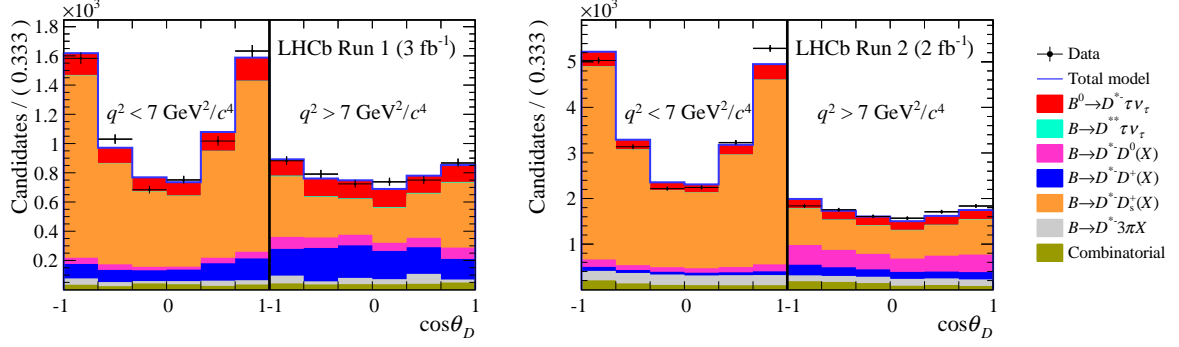 ×10³
1.8
1.6
1.4
1.2
1
0.8
0.6
0.4
0.2
Candidates / ( 0.333 )
LHCb Run 1 (3 fb⁻¹)
q² < 7 GeV²/c⁴
q² > 7 GeV²/c⁴
-1 0 1 -1 0 1
cosθ_D
×10³
5
4
3
2
1
Candidates / ( 0.333 )
LHCb Run 2 (2 fb⁻¹)
q² < 7 GeV²/c⁴
q² > 7 GeV²/c⁴
-1 0 1 -1 0 1
cosθ_D
Data
Total model
B⁰→D*⁻τν_τ
B→D**τν_τ
B→D*⁻D⁰(X)
B→D*⁻D⁺(X)
B→D*⁻D_s⁺(X)
B→D*⁻3πX
Combinatorial